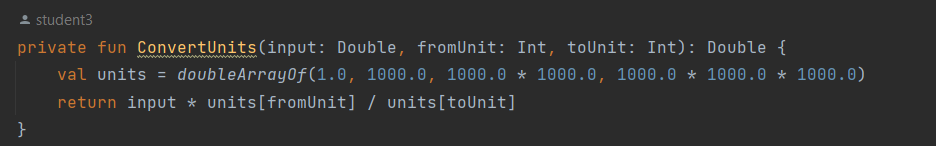 student3
private fun ConvertUnits(input: Double, fromUnit: Int, toUnit: Int): Double {
    val units = doubleArrayOf(1.0, 1000.0, 1000.0 * 1000.0, 1000.0 * 1000.0 * 1000.0)
    return input * units[fromUnit] / units[toUnit]
}